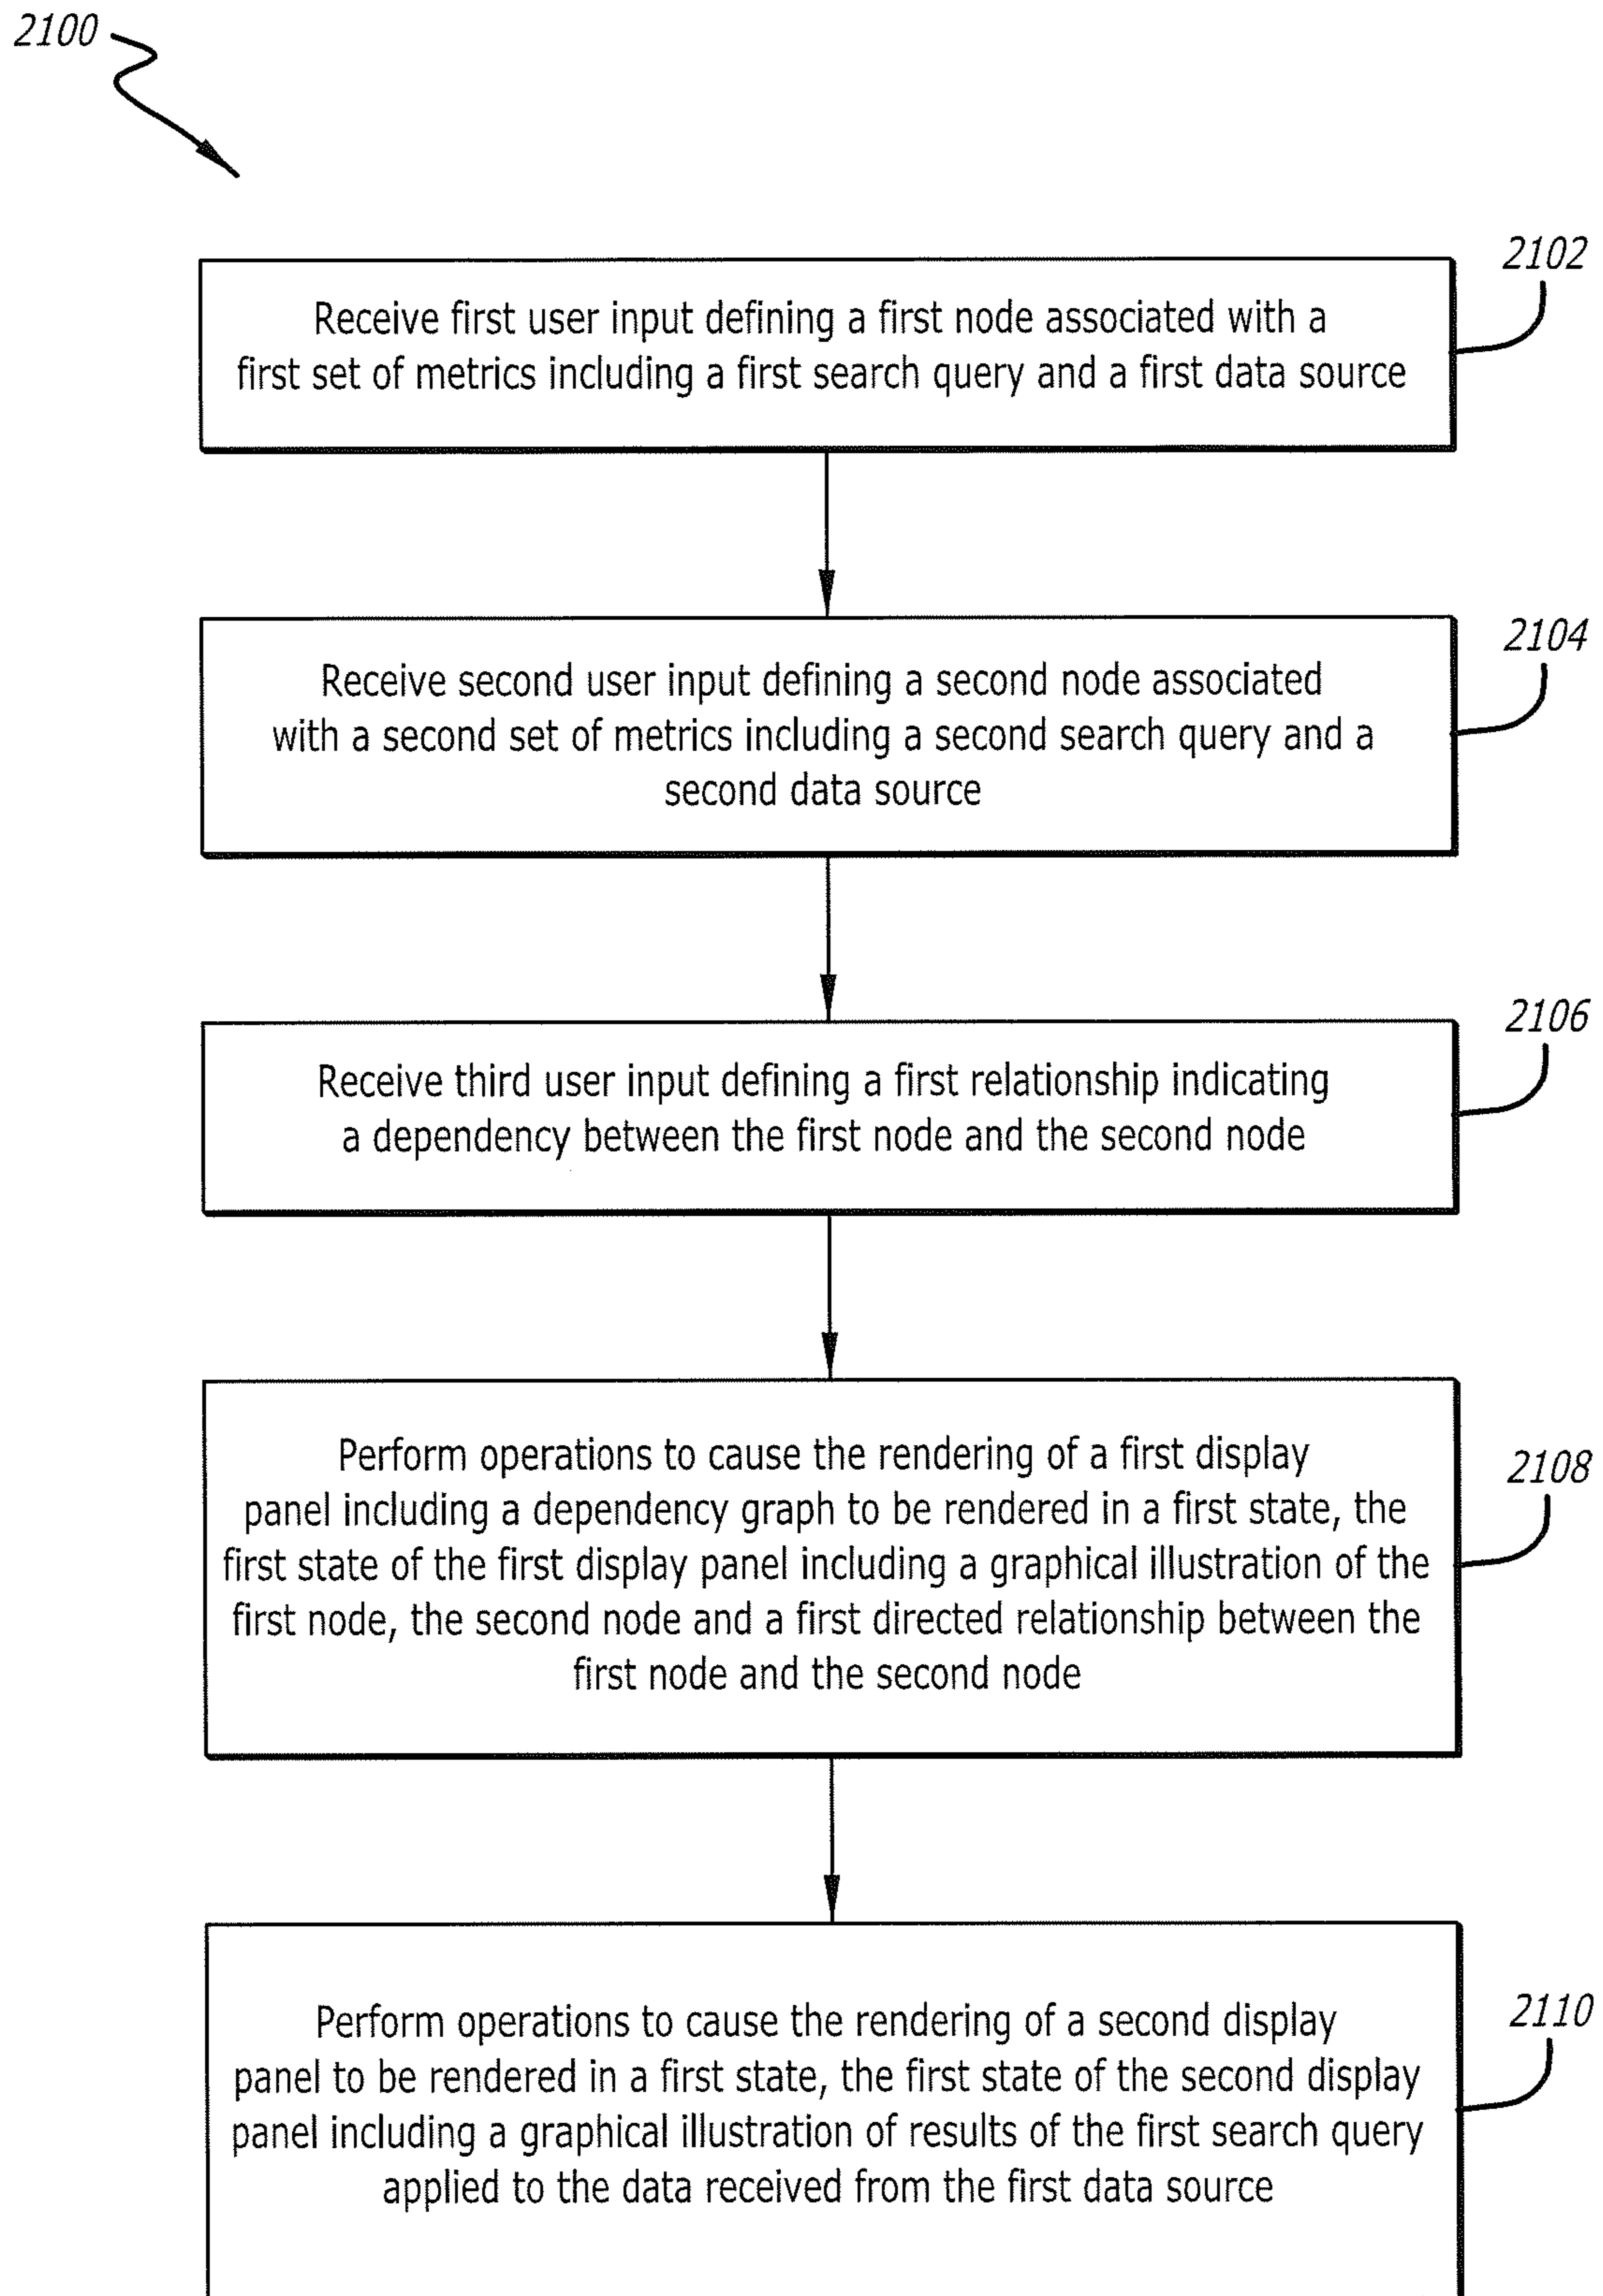 2100
2102
Receive first user input defining a first node associated with a
first set of metrics including a first search query and a first data source
2104
Receive second user input defining a second node associated
with a second set of metrics including a second search query and a
second data source
2106
Receive third user input defining a first relationship indicating
a dependency between the first node and the second node
2108
Perform operations to cause the rendering of a first display
panel including a dependency graph to be rendered in a first state, the
first state of the first display panel including a graphical illustration of the
first node, the second node and a first directed relationship between the
first node and the second node
2110
Perform operations to cause the rendering of a second display
panel to be rendered in a first state, the first state of the second display
panel including a graphical illustration of results of the first search query
applied to the data received from the first data source